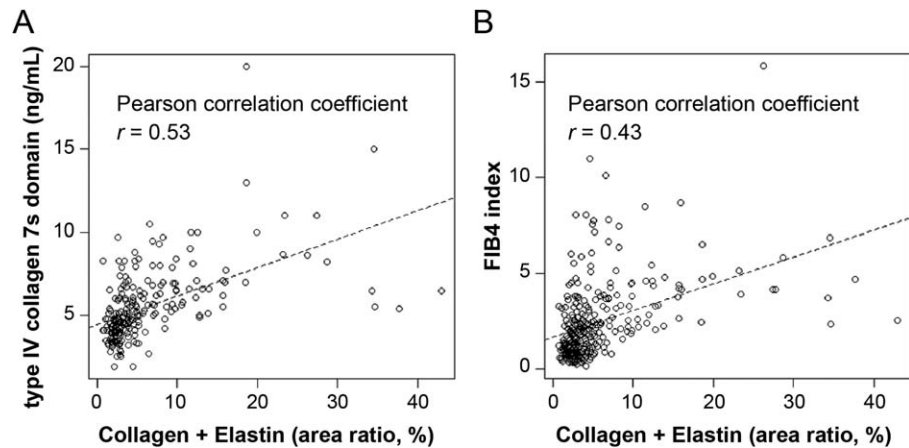 A
type IV collagen 7s domain (ng/mL)
20
15
10
5
Pearson correlation coefficient
r = 0.53
0 10 20 30 40
Collagen + Elastin (area ratio, %)
B
FIB4 index
15
10
5
0
Pearson correlation coefficient
r = 0.43
0 10 20 30 40
Collagen + Elastin (area ratio, %)